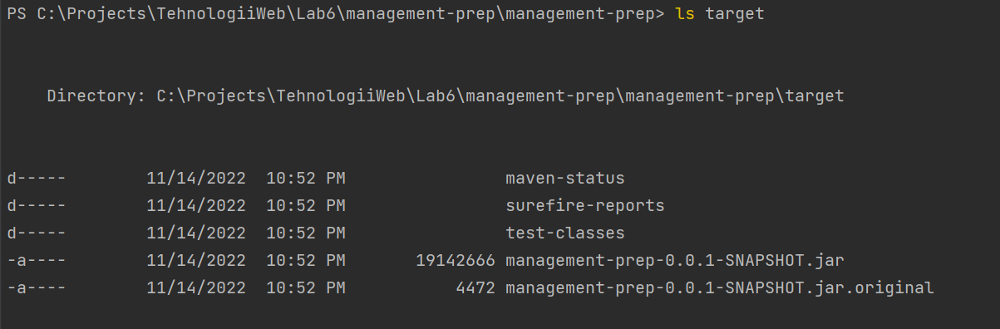 PS C:\Projects\TehnologiiWeb\Lab6\management-prep\management-prep> ls target
Directory: C:\Projects\TehnologiiWeb\Lab6\management-prep\management-prep\target
d-----        11/14/2022  10:52 PM                maven-status
d-----        11/14/2022  10:52 PM                surefire-reports
d-----        11/14/2022  10:52 PM                test-classes
-a----        11/14/2022  10:52 PM       19142666 management-prep-0.0.1-SNAPSHOT.jar
-a----        11/14/2022  10:52 PM           4472 management-prep-0.0.1-SNAPSHOT.jar.original